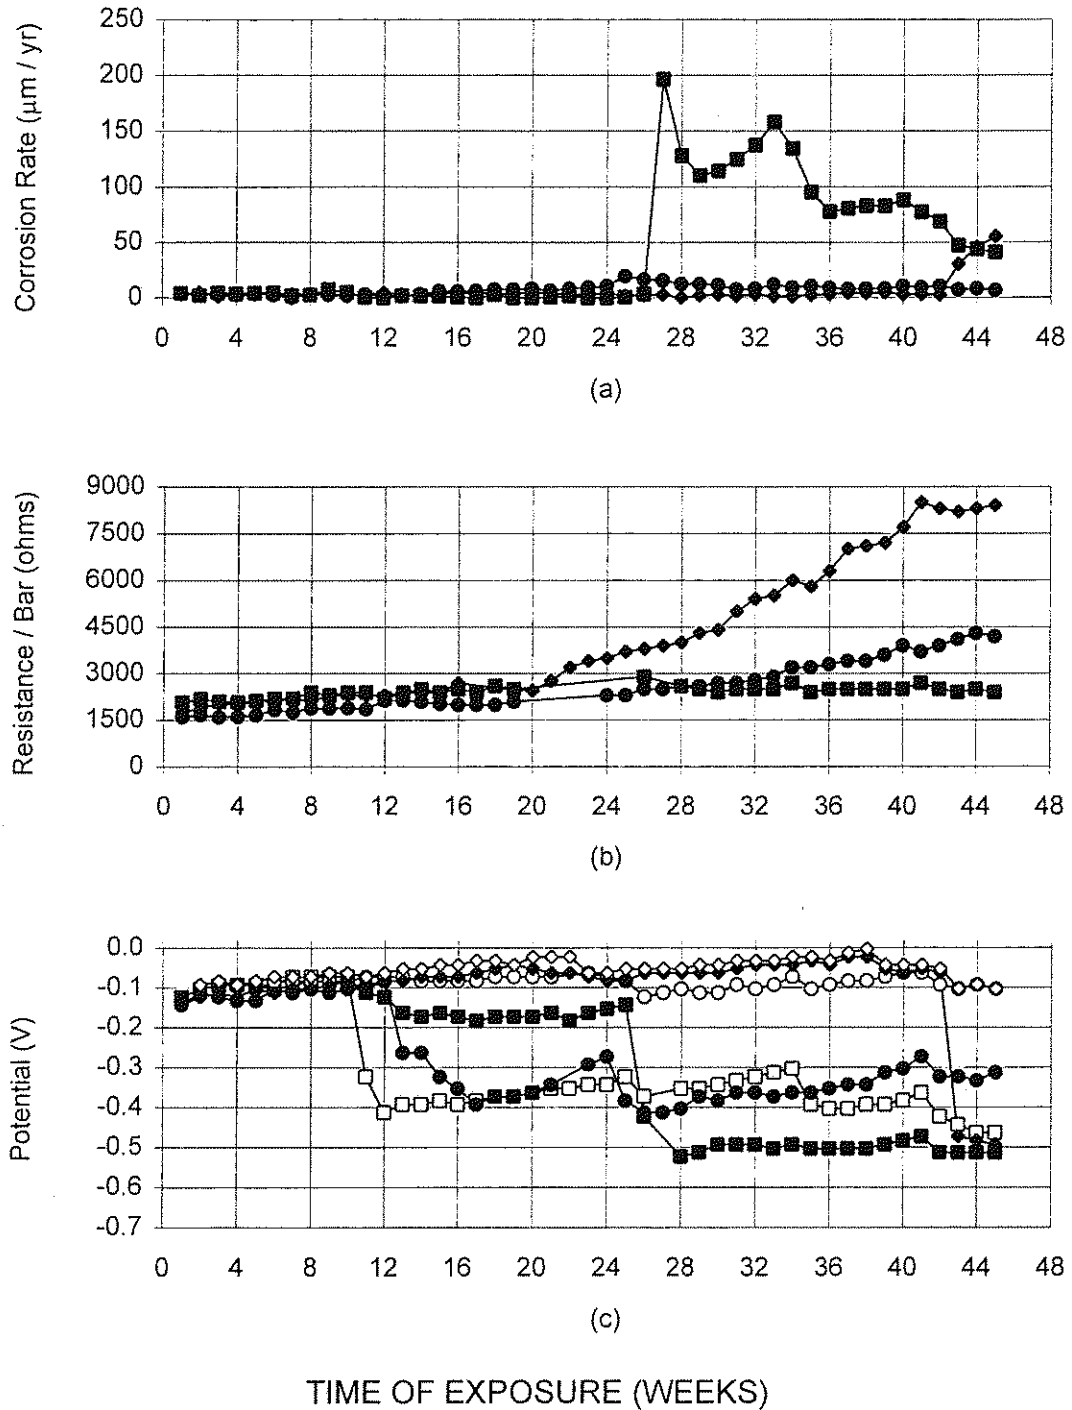 Corrosion Rate (µm / yr)
250
200
150
100
50
0
0 4 8 12 16 20 24 28 32 36 40 44 48
(a)
Resistance / Bar (ohms)
9000
7500
6000
4500
3000
1500
0
0 4 8 12 16 20 24 28 32 36 40 44 48
(b)
Potential (V)
0.0
-0.1
-0.2
-0.3
-0.4
-0.5
-0.6
-0.7
0 4 8 12 16 20 24 28 32 36 40 44 48
(c)
TIME OF EXPOSURE (WEEKS)